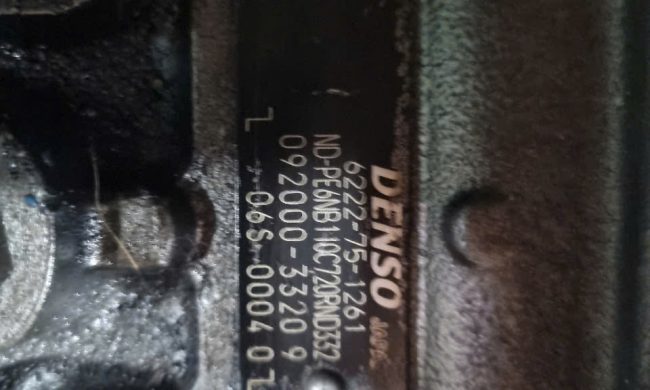 DENSO
6222-75-1261
ND-PE6NB110C720RND332
092000-3320 9
06S 0004 0